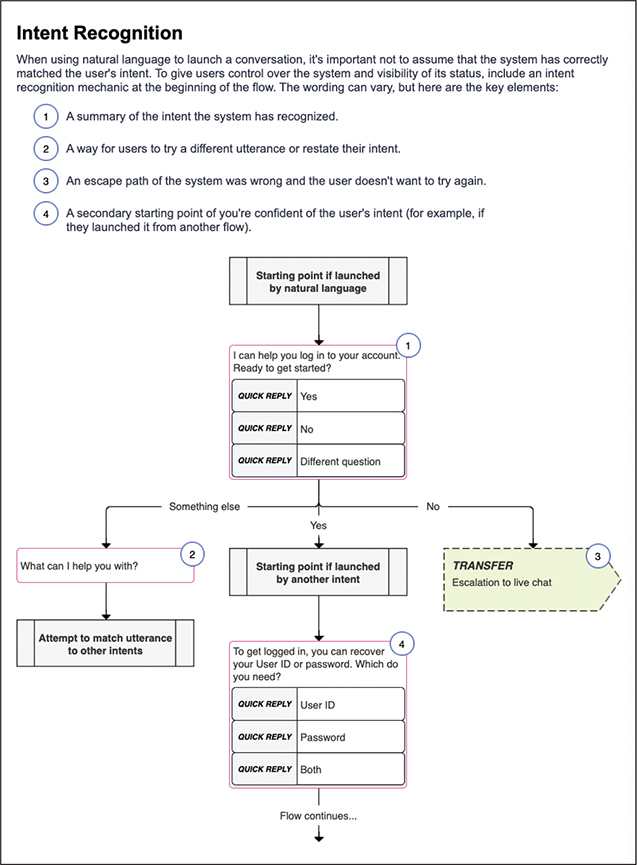 Intent Recognition
When using natural language to launch a conversation, it's important not to assume that the system has correctly
matched the user's intent. To give users control over the system and visibility of its status, include an intent
recognition mechanic at the beginning of the flow. The wording can vary, but here are the key elements:
1 A summary of the intent the system has recognized.
2 A way for users to try a different utterance or restate their intent.
3 An escape path of the system was wrong and the user doesn't want to try again.
4 A secondary starting point of you're confident of the user's intent (for example, if
they launched it from another flow).
Starting point if launched
by natural language
1
I can help you log in to your account.
Ready to get started?
QUICK REPLY Yes
QUICK REPLY No
QUICK REPLY Different question
Something else
Yes
No
2
What can I help you with?
Attempt to match utterance
to other intents
Starting point if launched
by another intent
3
TRANSFER
Escalation to live chat
4
To get logged in, you can recover
your User ID or password. Which do
you need?
QUICK REPLY User ID
QUICK REPLY Password
QUICK REPLY Both
Flow continues...